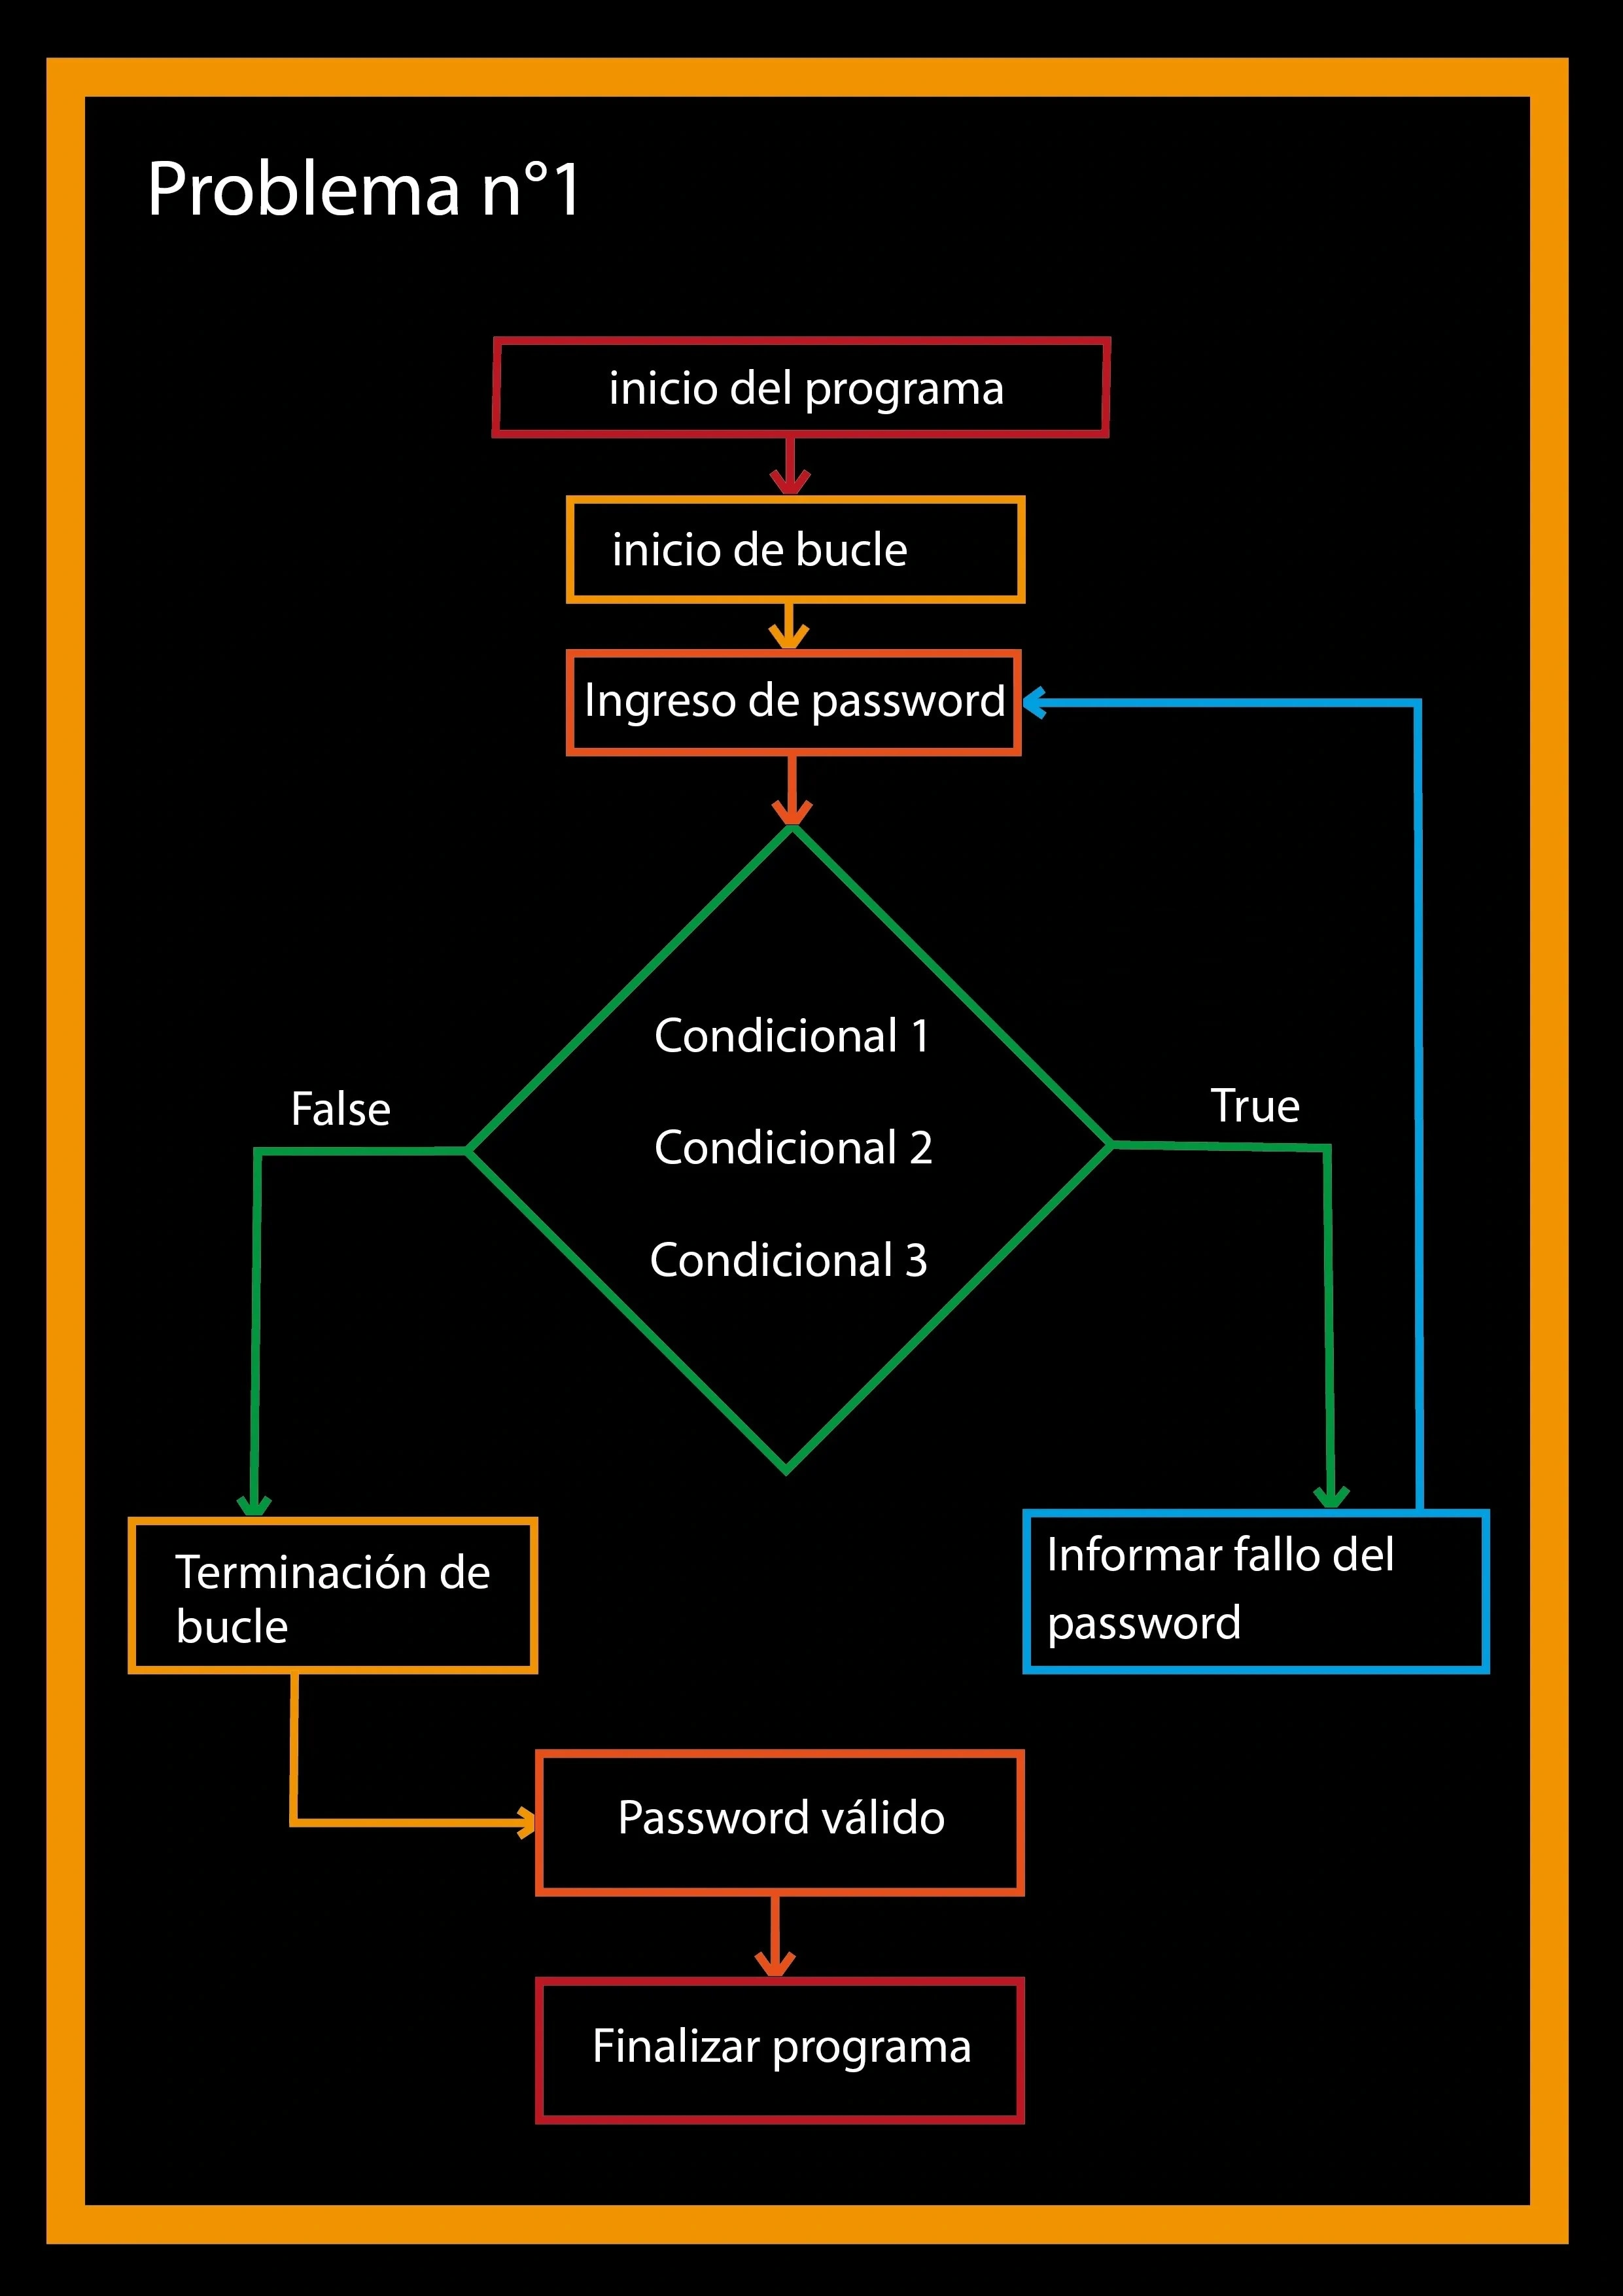 Problema n°1
inicio del programa
inicio de bucle
Ingreso de password
Condicional 1
Condicional 2
Condicional 3
False
True
Terminación de
bucle
Informar fallo del
password
Password válido
Finalizar programa